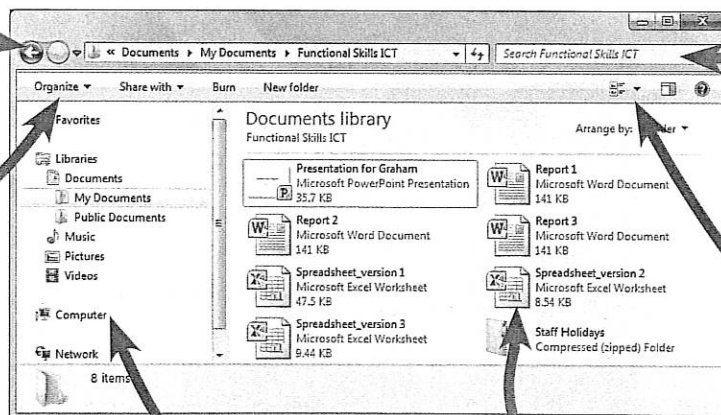 « Documents ▸ My Documents ▸ Functional Skills ICT
Search Functional Skills ICT
Organize ▾ Share with ▾ Burn New folder
Favorites
Libraries
Documents
My Documents
Public Documents
Music
Pictures
Videos
Computer
Network
Documents library
Functional Skills ICT
Arrange by:
Presentation for Graham
Microsoft PowerPoint Presentation
35.7 KB
Report 1
Microsoft Word Document
141 KB
Report 2
Microsoft Word Document
141 KB
Report 3
Microsoft Word Document
141 KB
Spreadsheet_version 1
Microsoft Excel Worksheet
47.5 KB
Spreadsheet_version 2
Microsoft Excel Worksheet
8.54 KB
Spreadsheet_version 3
Microsoft Excel Worksheet
9.44 KB
Staff Holidays
Compressed (zipped) Folder
8 items